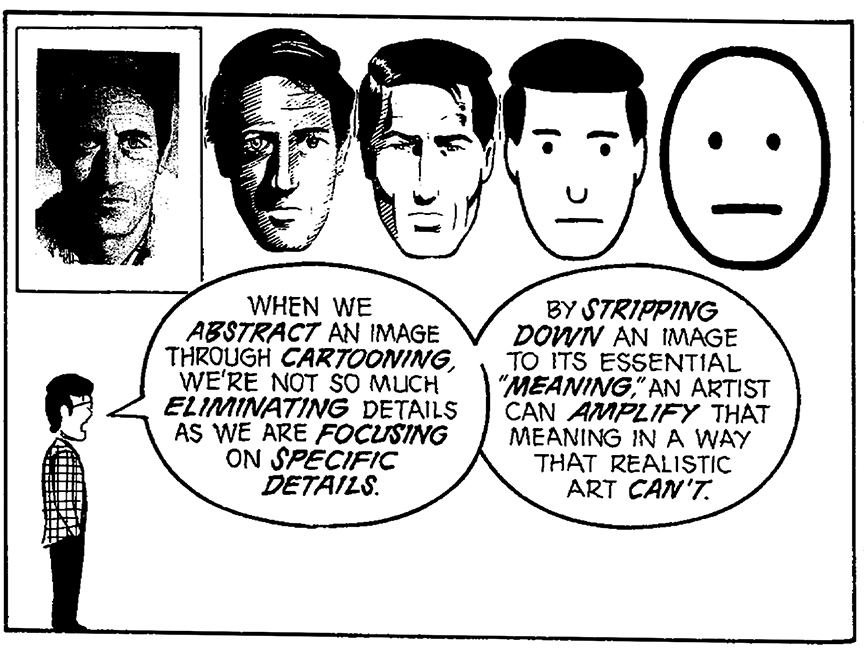 WHEN WE
ABSTRACT AN IMAGE
THROUGH CARTOONING,
WE'RE NOT SO MUCH
ELIMINATING DETAILS
AS WE ARE FOCUSING
ON SPECIFIC
DETAILS.
BY STRIPPING
DOWN AN IMAGE
TO ITS ESSENTIAL
"MEANING," AN ARTIST
CAN AMPLIFY THAT
MEANING IN A WAY
THAT REALISTIC
ART CAN'T.